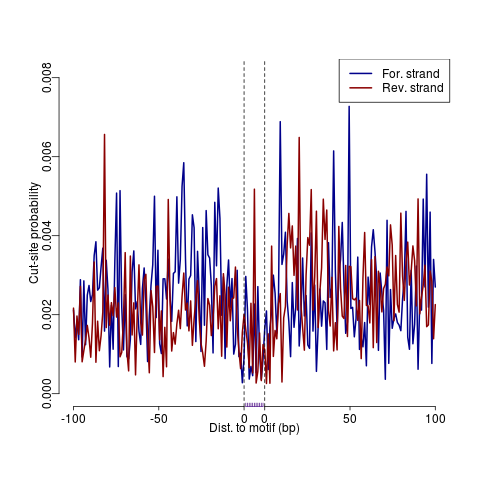 For. strand
Rev. strand
Cut-site probability
0.008
0.006
0.004
0.002
0.000
-100 -50 0 0 50 100
Dist. to motif (bp)